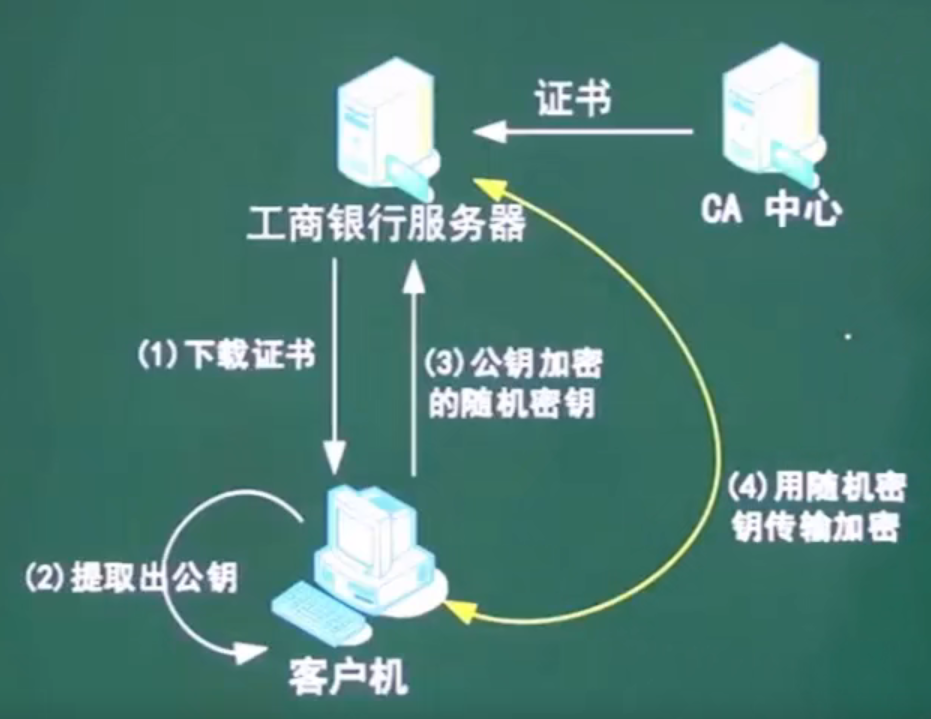 证书
工商银行服务器
CA 中心
(1)下载证书
(3)公钥加密
的随机密钥
(4)用随机密
钥传输加密
(2)提取出公钥
客户机